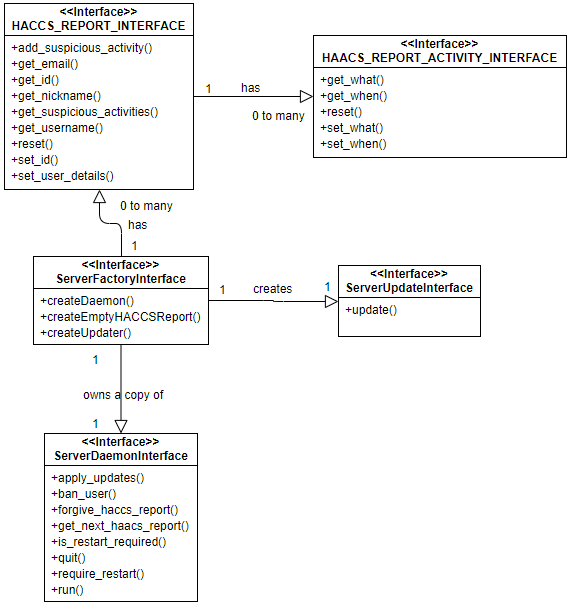 <<Interface>>
HACCS_REPORT_INTERFACE
+add_suspicious_activity()
+get_email()
+get_id()
+get_nickname()
+get_suspicious_activities()
+get_username()
+reset()
+set_id()
+set_user_details()
1
has
0 to many
<<Interface>>
HAACS_REPORT_ACTIVITY_INTERFACE
+get_what()
+get_when()
+reset()
+set_what()
+set_when()
0 to many
has
1
<<Interface>>
ServerFactoryInterface
+createDaemon()
+createEmptyHACCSReport()
+createUpdater()
1
creates
1
<<Interface>>
ServerUpdateInterface
+update()
1
owns a copy of
1
<<Interface>>
ServerDaemonInterface
+apply_updates()
+ban_user()
+forgive_haccs_report()
+get_next_haacs_report()
+is_restart_required()
+quit()
+require_restart()
+run()